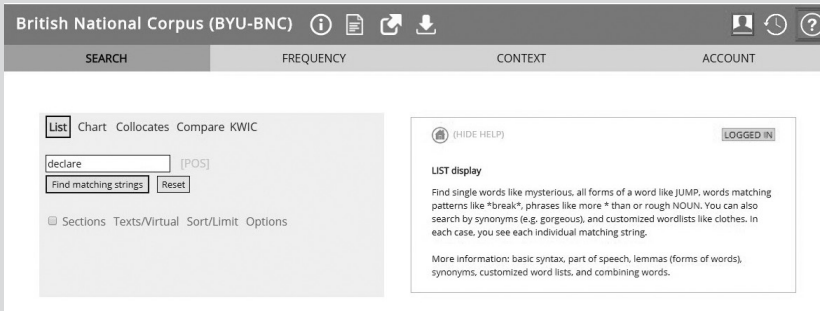 British National Corpus (BYU-BNC)
SEARCH FREQUENCY CONTEXT ACCOUNT
List Chart Collocates Compare KWIC
declare [POS]
Find matching strings Reset
Sections Texts/Virtual Sort/Limit Options
(HIDE HELP) LOGGED IN
LIST display
Find single words like mysterious, all forms of a word like JUMP, words matching
patterns like *break*, phrases like more * than or rough NOUN. You can also
search by synonyms (e.g. gorgeous), and customized wordlists like clothes. In
each case, you see each individual matching string.
More information: basic syntax, part of speech, lemmas (forms of words),
synonyms, customized word lists, and combining words.